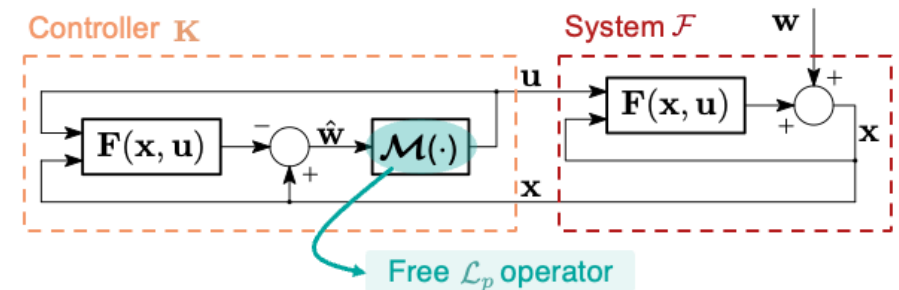 Controller K
System ℱ
w
+
u
F(x, u)
−
ŵ
ℳ(·)
+
F(x, u)
+
x
x
Free ℒₚ operator